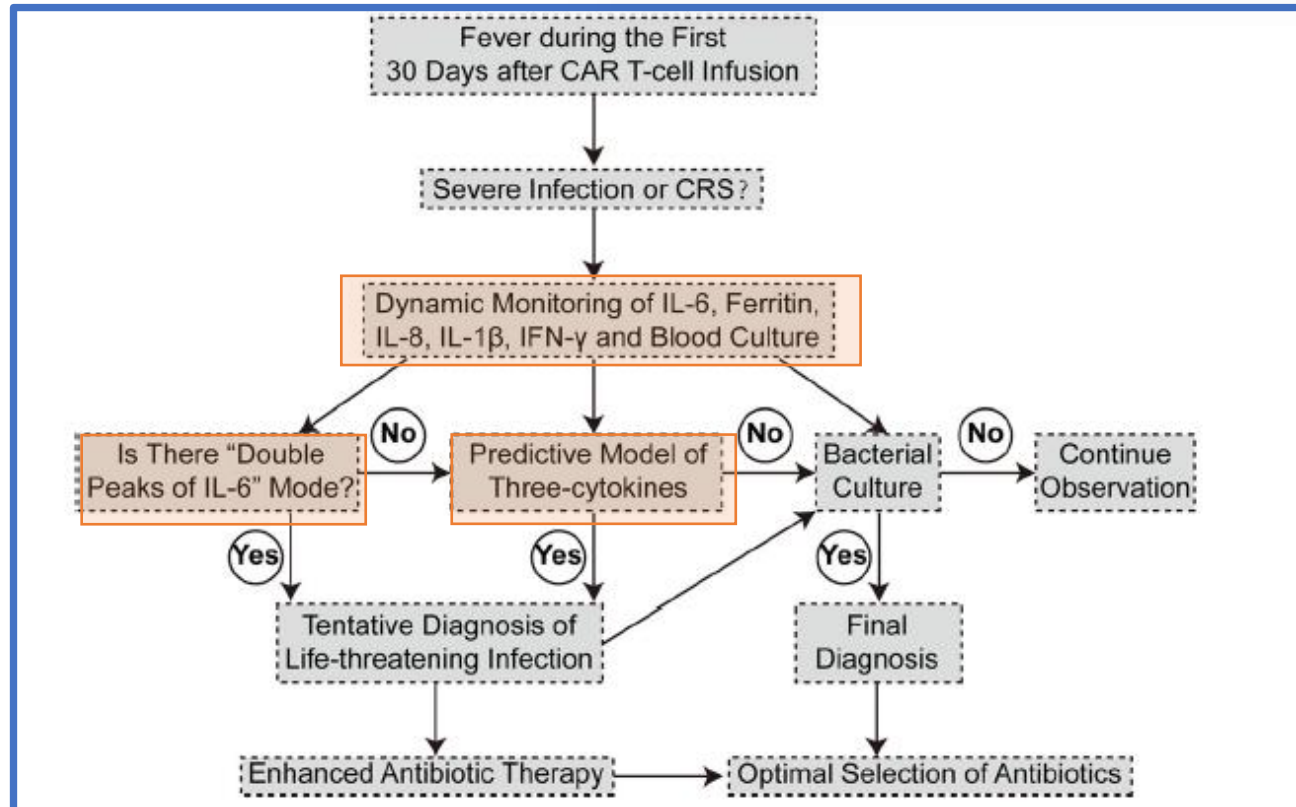 Fever during the First
30 Days after CAR T-cell Infusion
Severe Infection or CRS?
Dynamic Monitoring of IL-6, Ferritin,
IL-8, IL-1β, IFN-γ and Blood Culture
Is There “Double
Peaks of IL-6” Mode?
No
Predictive Model of
Three-cytokines
No
Bacterial
Culture
No
Continue
Observation
Yes
Yes
Yes
Tentative Diagnosis of
Life-threatening Infection
Final
Diagnosis
Enhanced Antibiotic Therapy
Optimal Selection of Antibiotics